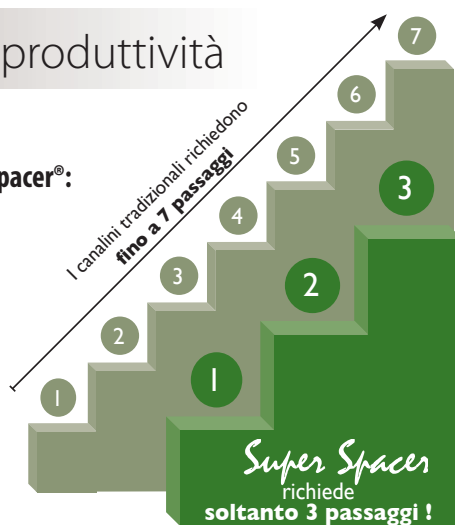 produttività
pacer®:
I canalini tradizionali richiedono
fino a 7 passaggi
7
6
5
4
3
2
1
3
2
1
Super Spacer
richiede
soltanto 3 passaggi !